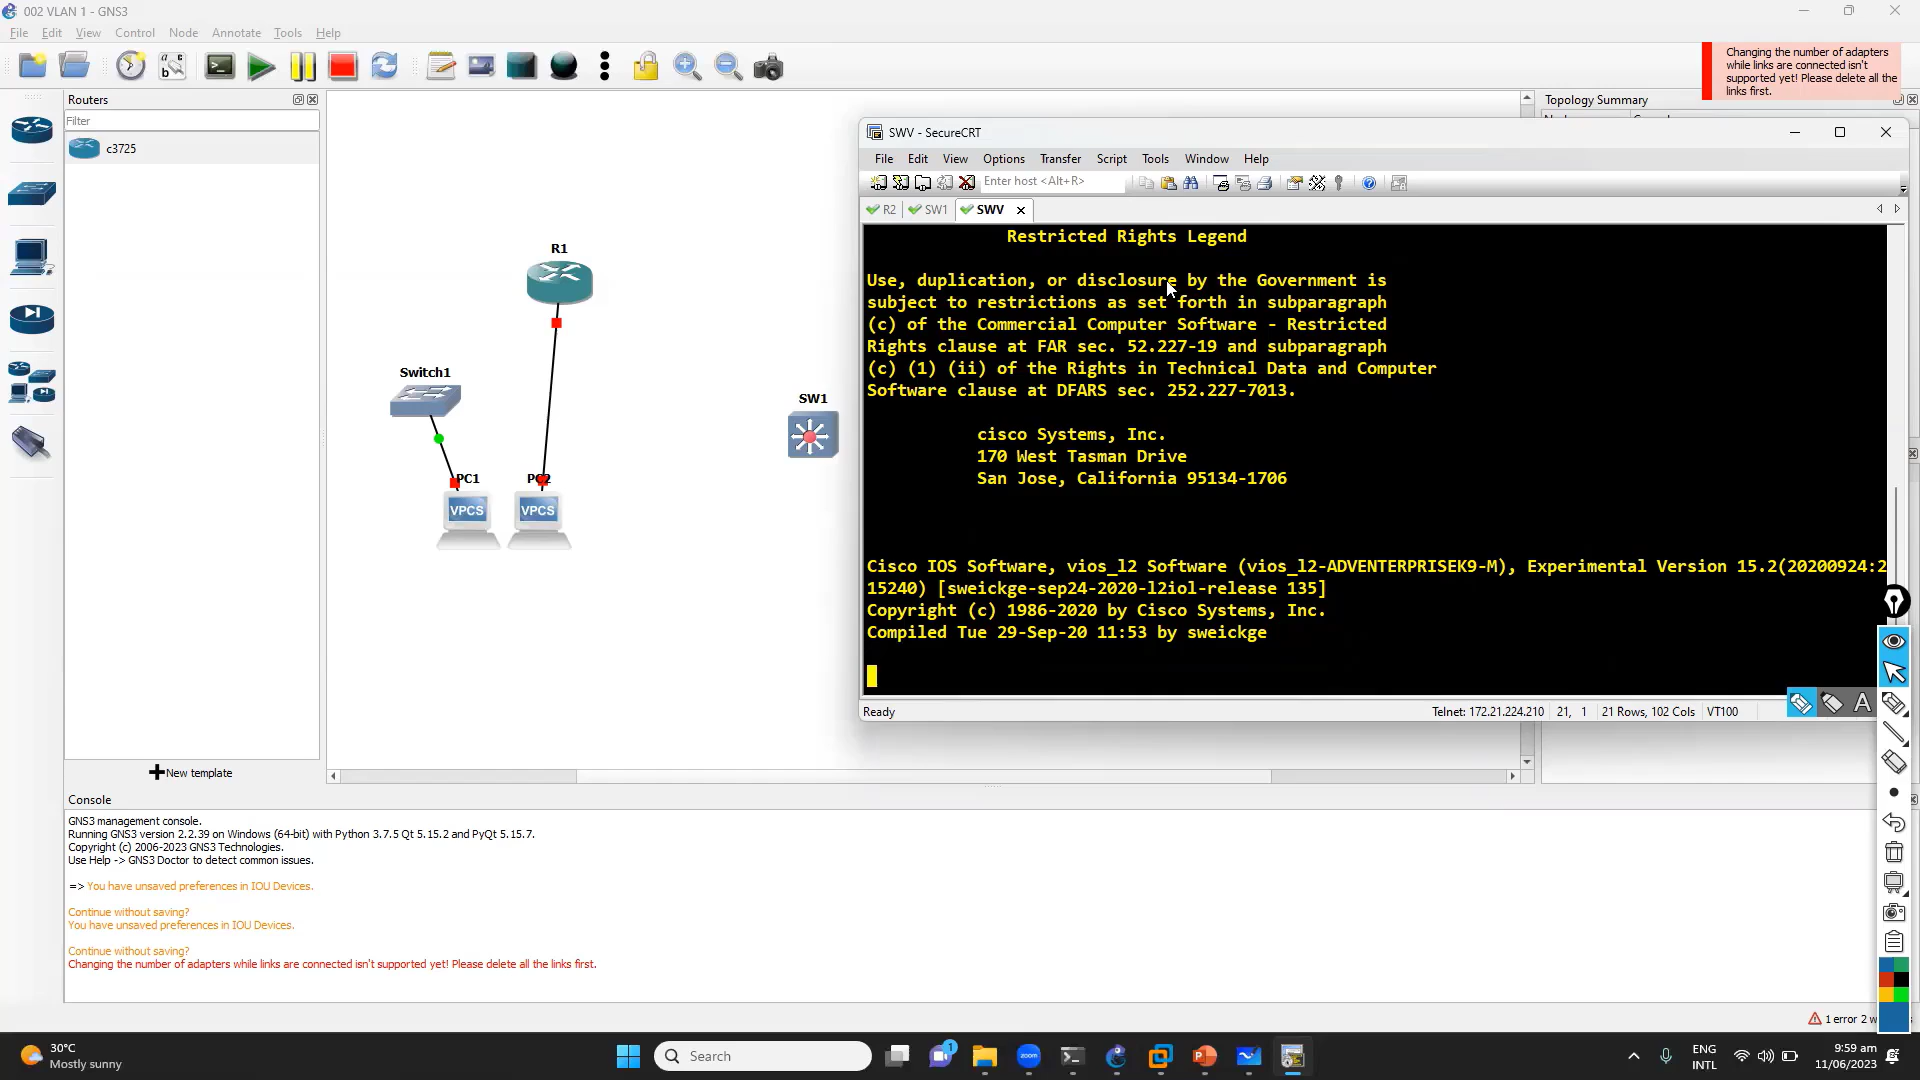 002 VLAN 1 - GNS3
File Edit View Control Node Annotate Tools Help
Changing the number of adapters
while links are connected isn't
supported yet! Please delete all the
links first.
Routers
Filter
c3725
Topology Summary
R1
Switch1
PC1
VPCS
VPCS
SW1
SWV - SecureCRT
File Edit View Options Transfer Script Tools Window Help
Enter host <Alt+R>
R2 SW1 SWV
Restricted Rights Legend
Use, duplication, or disclosure by the Government is
subject to restrictions as set forth in subparagraph
(c) of the Commercial Computer Software - Restricted
Rights clause at FAR sec. 52.227-19 and subparagraph
(c) (1) (ii) of the Rights in Technical Data and Computer
Software clause at DFARS sec. 252.227-7013.
cisco Systems, Inc.
170 West Tasman Drive
San Jose, California 95134-1706
Cisco IOS Software, vios_l2 Software (vios_l2-ADVENTERPRISEK9-M), Experimental Version 15.2(20200924:2
15240) [sweickge-sep24-2020-l2iol-release 135]
Copyright (c) 1986-2020 by Cisco Systems, Inc.
Compiled Tue 29-Sep-20 11:53 by sweickge
Ready
Telnet: 172.21.224.210 21, 1 21 Rows, 102 Cols VT100
A
New template
Console
GNS3 management console.
Running GNS3 version 2.2.39 on Windows (64-bit) with Python 3.7.5 Qt 5.15.2 and PyQt 5.15.7.
Copyright (c) 2006-2023 GNS3 Technologies.
Use Help -> GNS3 Doctor to detect common issues.
=> You have unsaved preferences in IOU Devices.
Continue without saving?
You have unsaved preferences in IOU Devices.
Continue without saving?
Changing the number of adapters while links are connected isn't supported yet! Please delete all the links first.
1 error 2 w
30°C
Mostly sunny
Search
1
zoom
ENG
INTL
9:59 am
11/06/2023